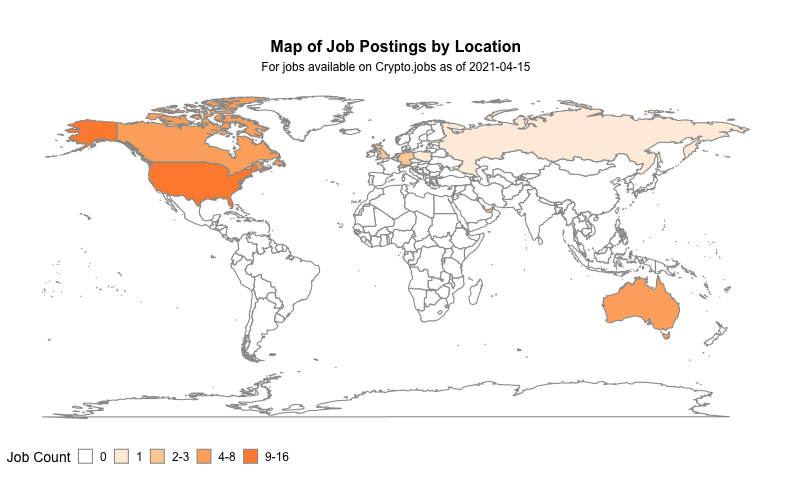 Map of Job Postings by Location
For jobs available on Crypto.jobs as of 2021-04-15
Job Count 0 1 2-3 4-8 9-16